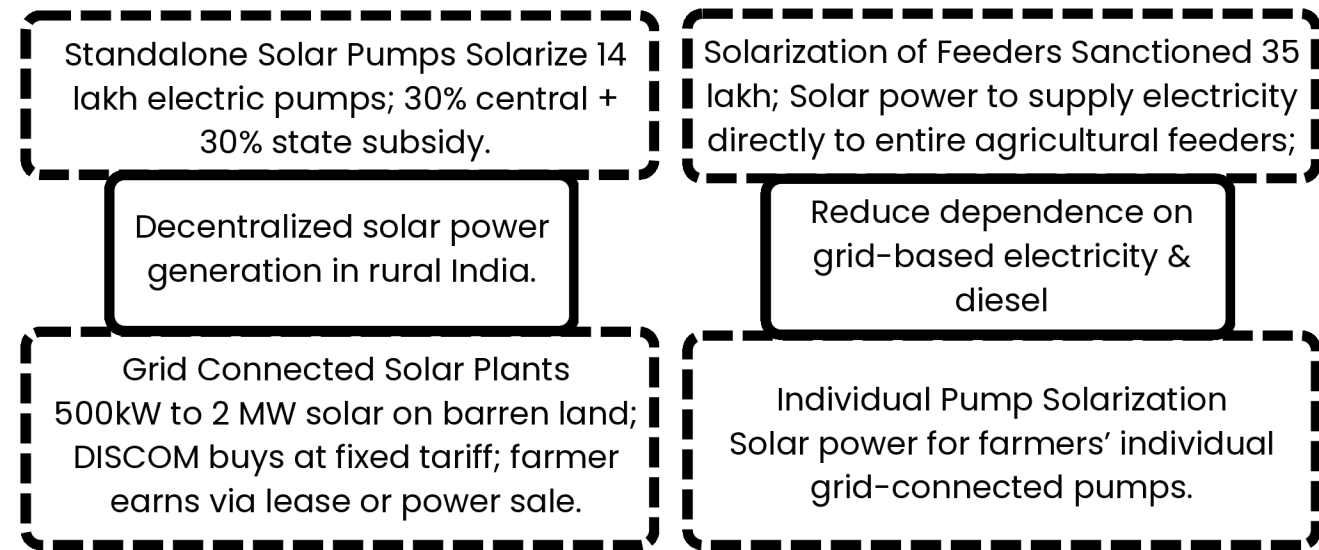 Standalone Solar Pumps Solarize 14
lakh electric pumps; 30% central +
30% state subsidy.
Decentralized solar power
generation in rural India.
Grid Connected Solar Plants
500kW to 2 MW solar on barren land;
DISCOM buys at fixed tariff; farmer
earns via lease or power sale.
Solarization of Feeders Sanctioned 35
lakh; Solar power to supply electricity
directly to entire agricultural feeders;
Reduce dependence on
grid-based electricity &
diesel
Individual Pump Solarization
Solar power for farmers’ individual
grid-connected pumps.